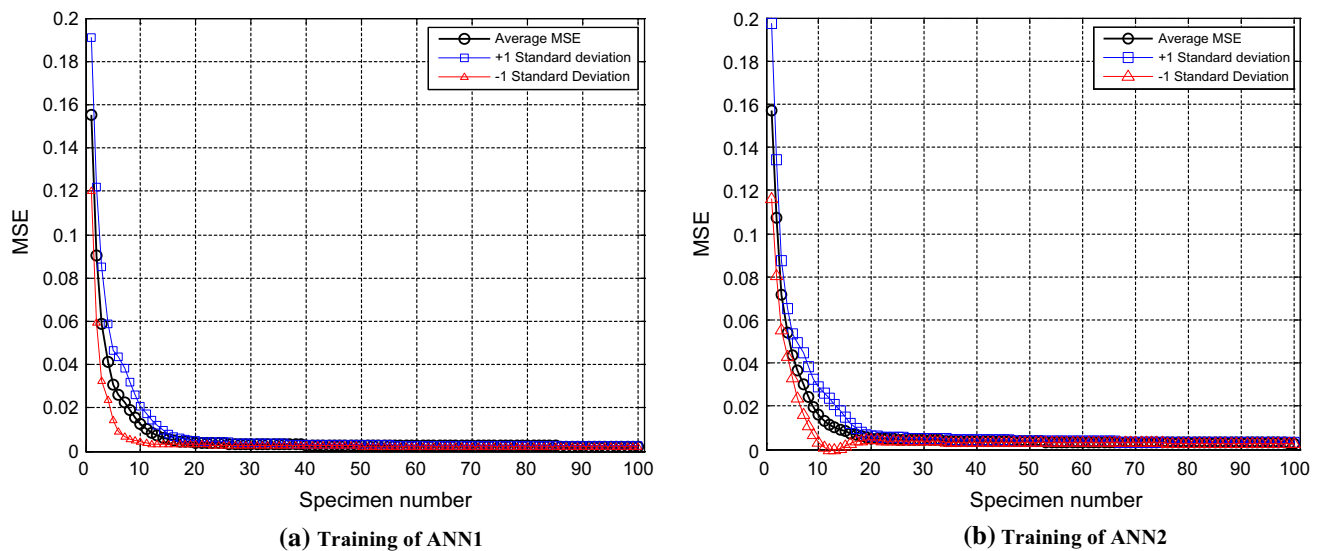 0.2
0.18
0.16
0.14
0.12
0.1
0.08
0.06
0.04
0.02
0
MSE
0 10 20 30 40 50 60 70 80 90 100
Specimen number
Average MSE
+1 Standard deviation
-1 Standard Deviation
(a) Training of ANN1
0.2
0.18
0.16
0.14
0.12
0.1
0.08
0.06
0.04
0.02
0
MSE
0 10 20 30 40 50 60 70 80 90 100
Specimen number
Average MSE
+1 Standard deviation
-1 Standard Deviation
(b) Training of ANN2